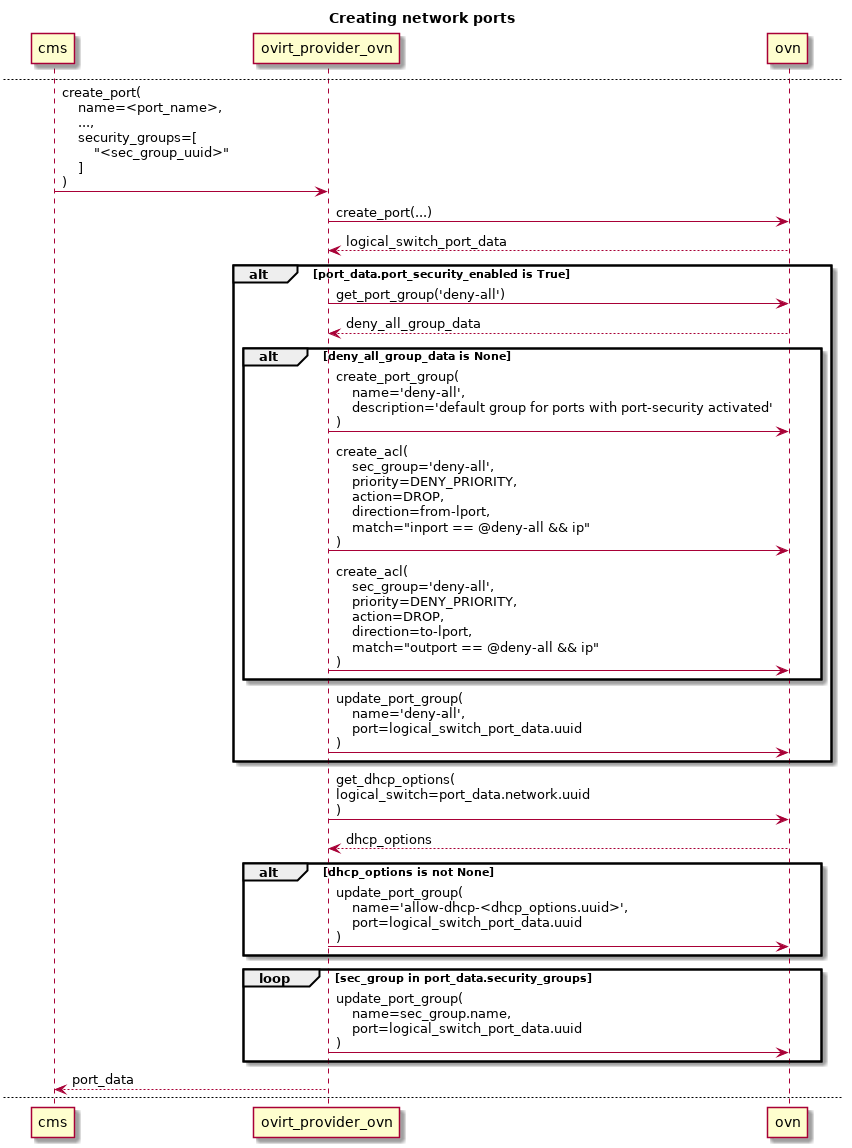 Creating network ports
cms
ovirt_provider_ovn
ovn
create_port(
name=<port_name>,
...,
security_groups=[
"<sec_group_uuid>"
]
)
create_port(...)
logical_switch_port_data
alt
[port_data.port_security_enabled is True]
get_port_group('deny-all')
deny_all_group_data
alt
[deny_all_group_data is None]
create_port_group(
name='deny-all',
description='default group for ports with port-security activated'
)
create_acl(
sec_group='deny-all',
priority=DENY_PRIORITY,
action=DROP,
direction=from-lport,
match="inport == @deny-all && ip"
)
create_acl(
sec_group='deny-all',
priority=DENY_PRIORITY,
action=DROP,
direction=to-lport,
match="outport == @deny-all && ip"
)
update_port_group(
name='deny-all',
port=logical_switch_port_data.uuid
)
get_dhcp_options(
logical_switch=port_data.network.uuid
)
dhcp_options
alt
[dhcp_options is not None]
update_port_group(
name='allow-dhcp-<dhcp_options.uuid>',
port=logical_switch_port_data.uuid
)
loop
[sec_group in port_data.security_groups]
update_port_group(
name=sec_group.name,
port=logical_switch_port_data.uuid
)
port_data
cms
ovirt_provider_ovn
ovn